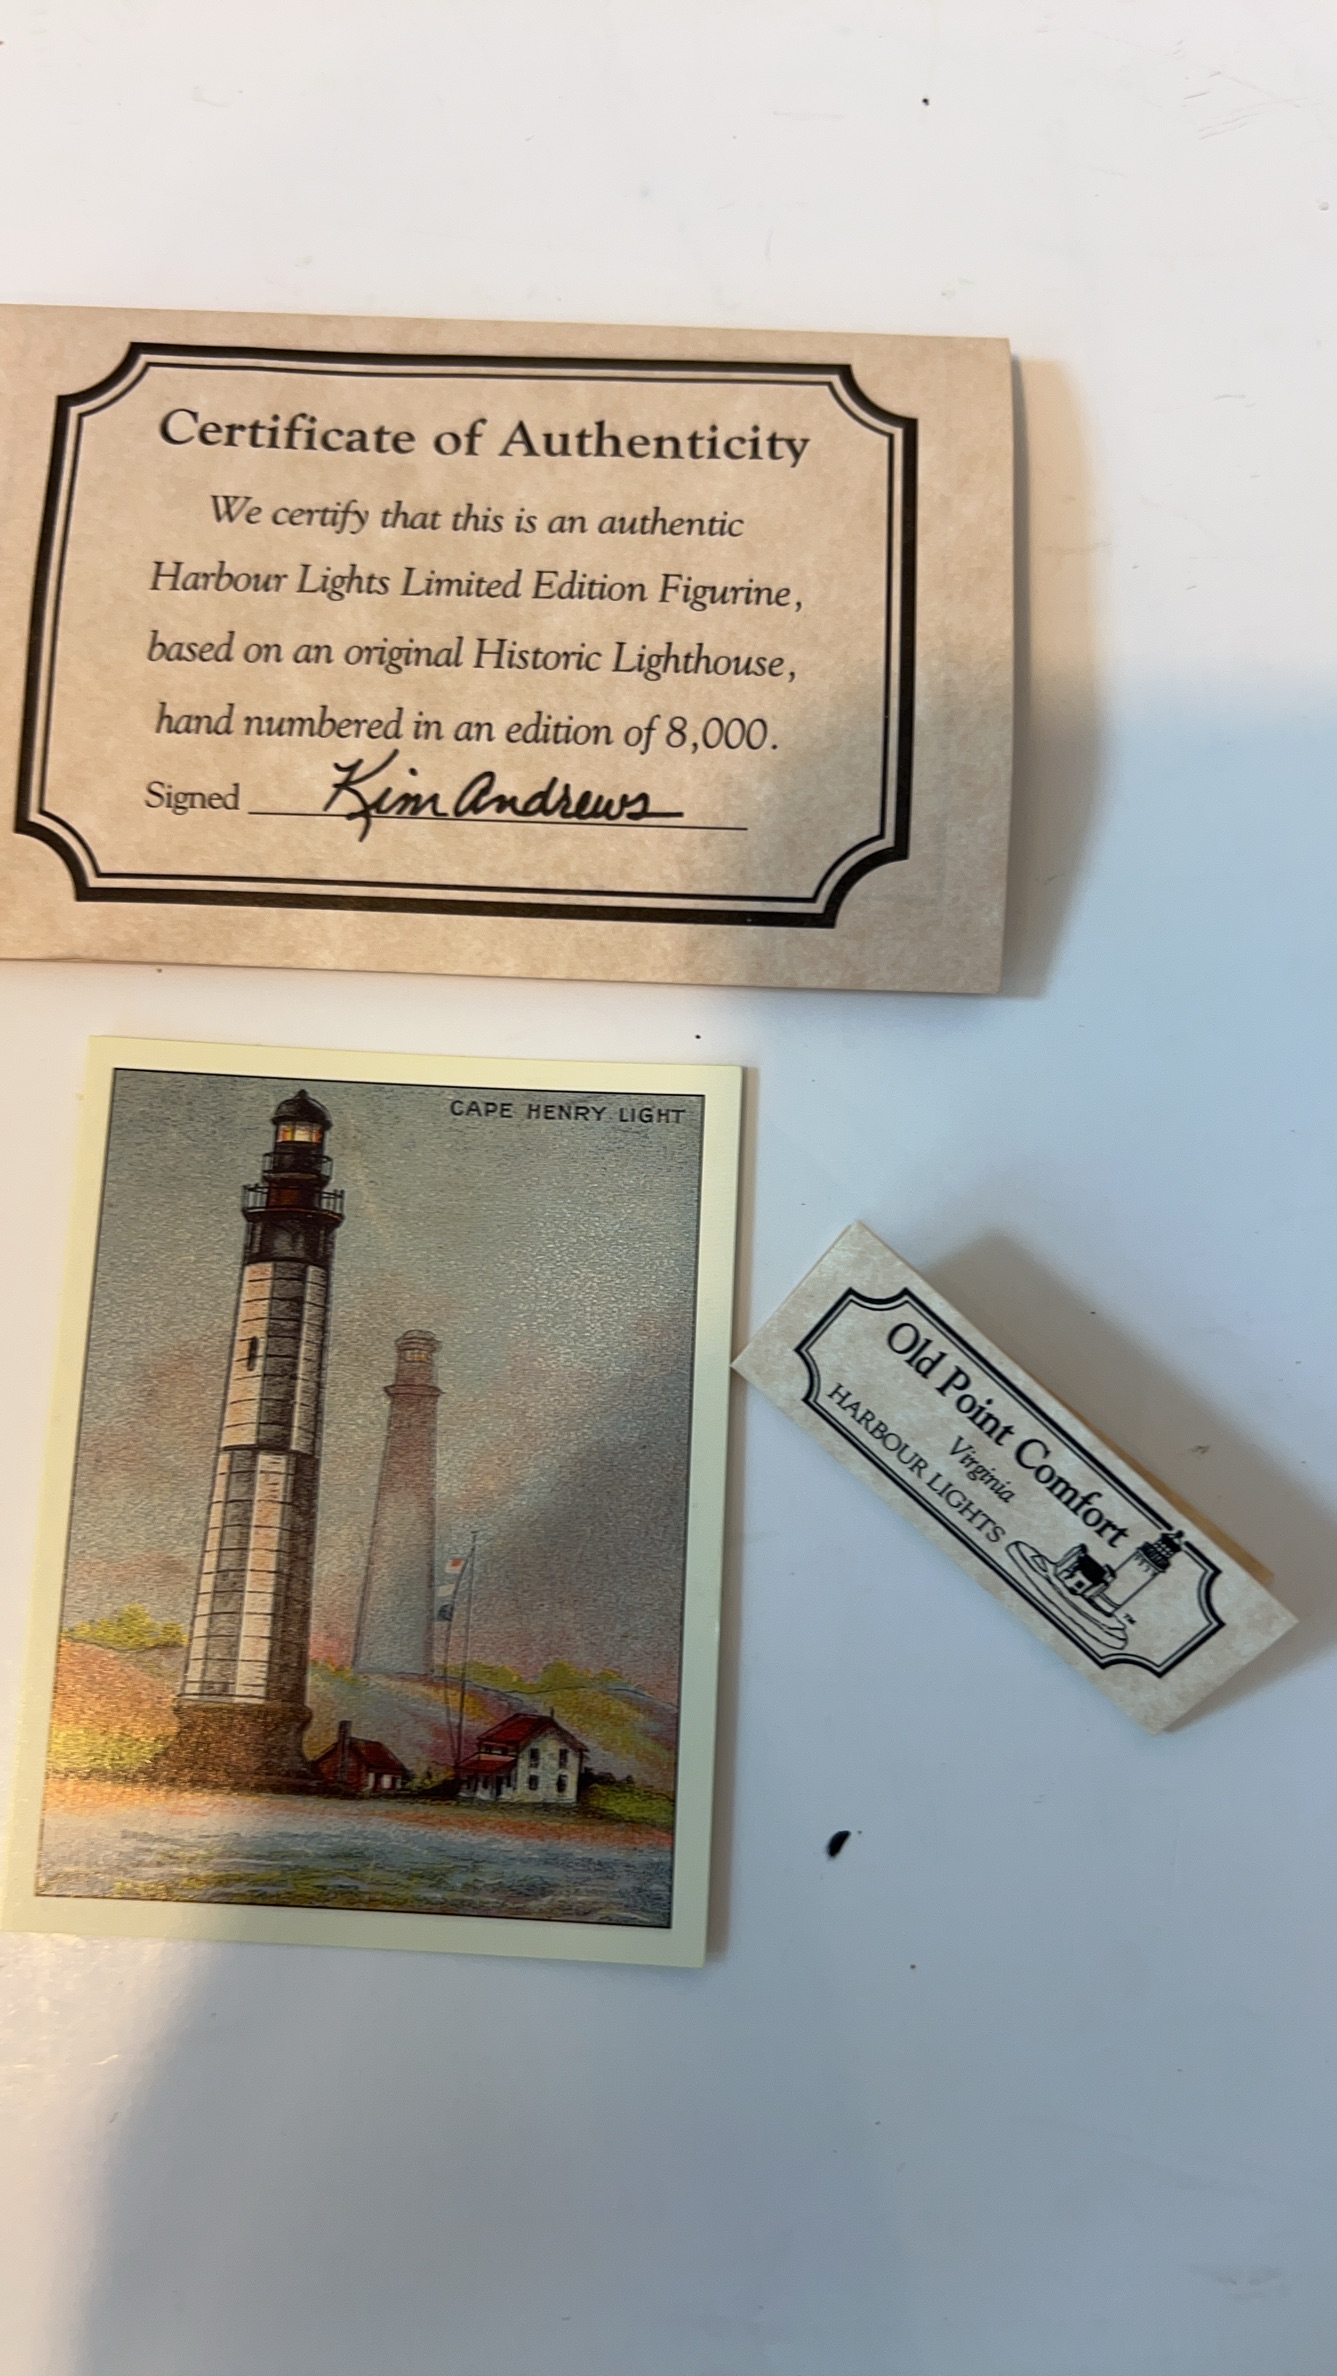 Certificate of Authenticity
We certify that this is an authentic
Harbour Lights Limited Edition Figurine,
based on an original Historic Lighthouse,
hand numbered in an edition of 8,000.
Signed Kim Andrews
CAPE HENRY LIGHT
Old Point Comfort
Virginia
HARBOUR LIGHTS
TM